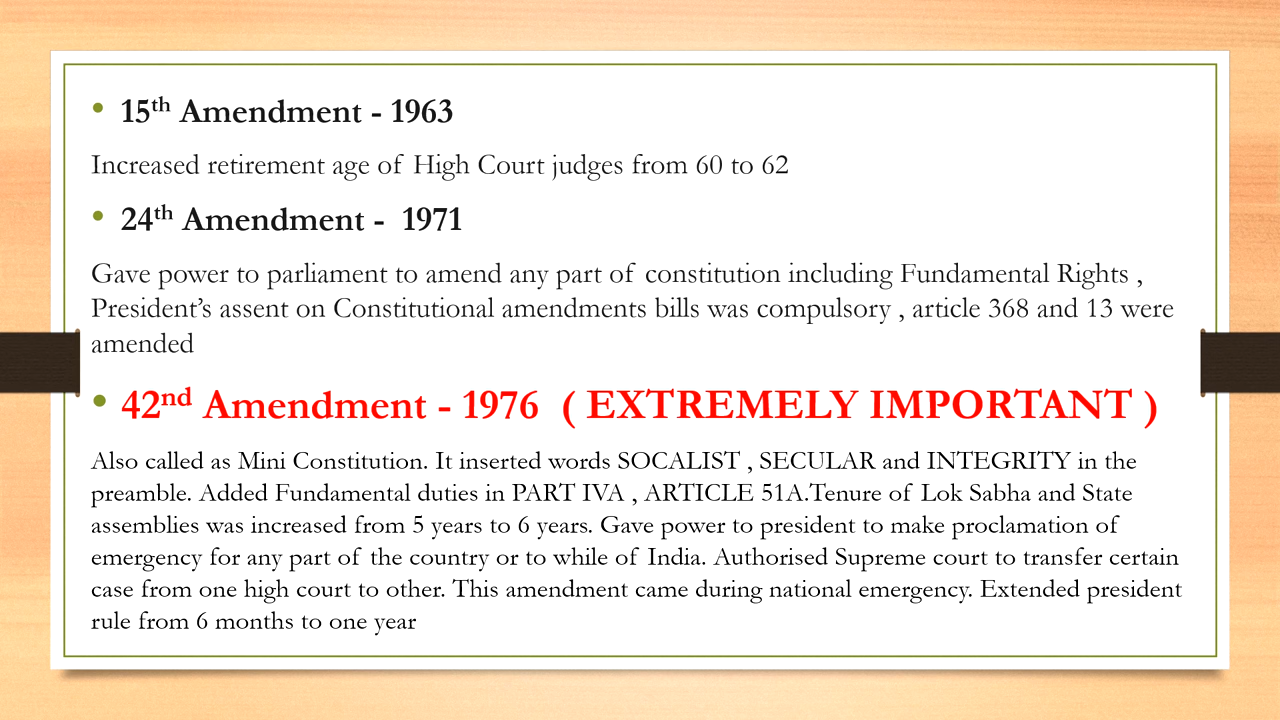 • 15th Amendment - 1963
Increased retirement age of High Court judges from 60 to 62
• 24th Amendment - 1971
Gave power to parliament to amend any part of constitution including Fundamental Rights ,
President’s assent on Constitutional amendments bills was compulsory , article 368 and 13 were
amended
• 42nd Amendment - 1976 ( EXTREMELY IMPORTANT )
Also called as Mini Constitution. It inserted words SOCALIST , SECULAR and INTEGRITY in the
preamble. Added Fundamental duties in PART IVA , ARTICLE 51A.Tenure of Lok Sabha and State
assemblies was increased from 5 years to 6 years. Gave power to president to make proclamation of
emergency for any part of the country or to while of India. Authorised Supreme court to transfer certain
case from one high court to other. This amendment came during national emergency. Extended president
rule from 6 months to one year